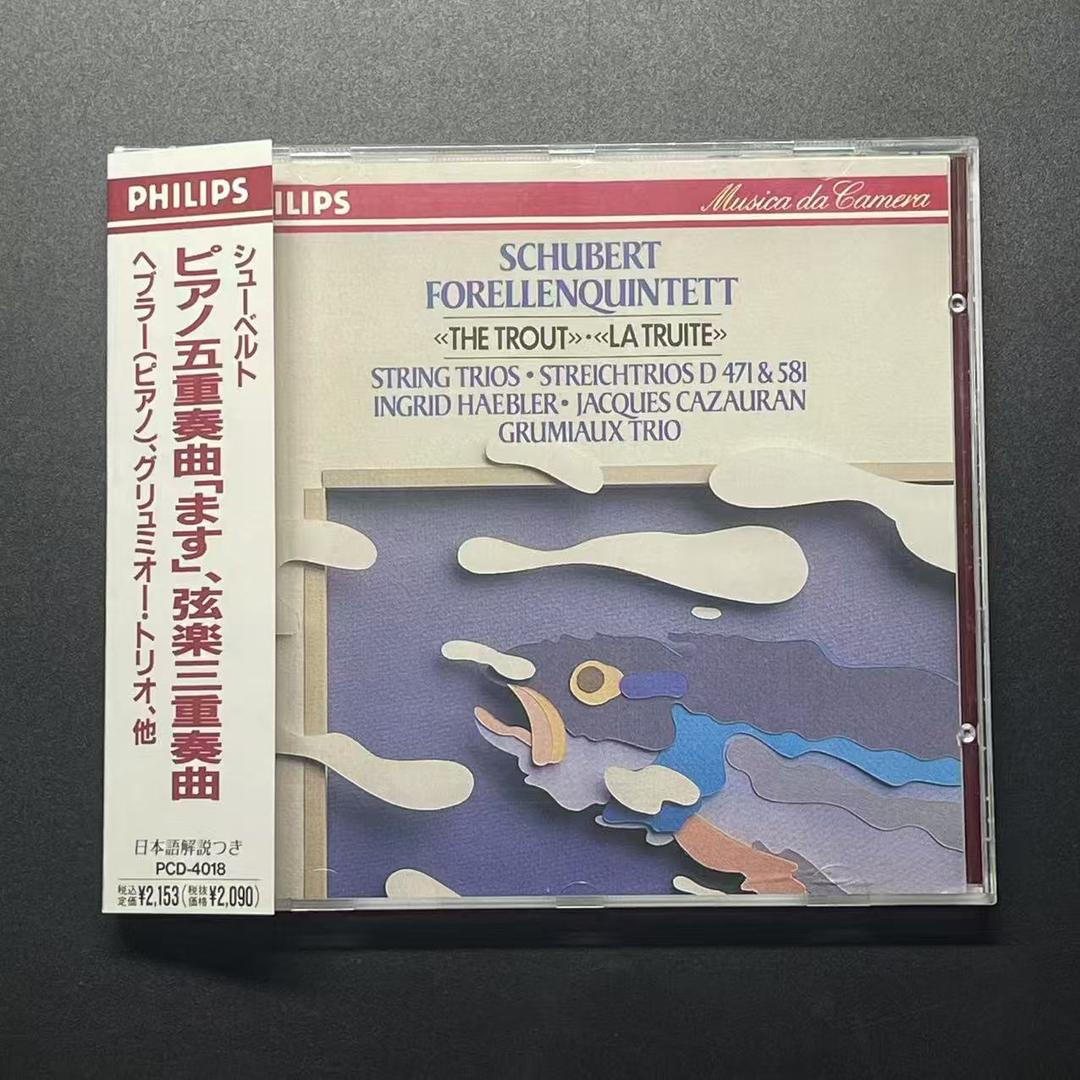 PHILIPS
シューベルト
ピアノ五重奏曲「ます」、弦楽三重奏曲
ヘブラー(ピアノ)、グリュミオー・トリオ、他
日本語解説つき
PCD-4018
税込定価¥2,153(税抜価格¥2,090)
ILIPS
Musica da Camera
SCHUBERT
FORELLENQUINTETT
«THE TROUT»·«LA TRUITE»
STRING TRIOS • STREICHTRIOS D 471 & 581
INGRID HAEBLER • JACQUES CAZAURAN
GRUMIAUX TRIO